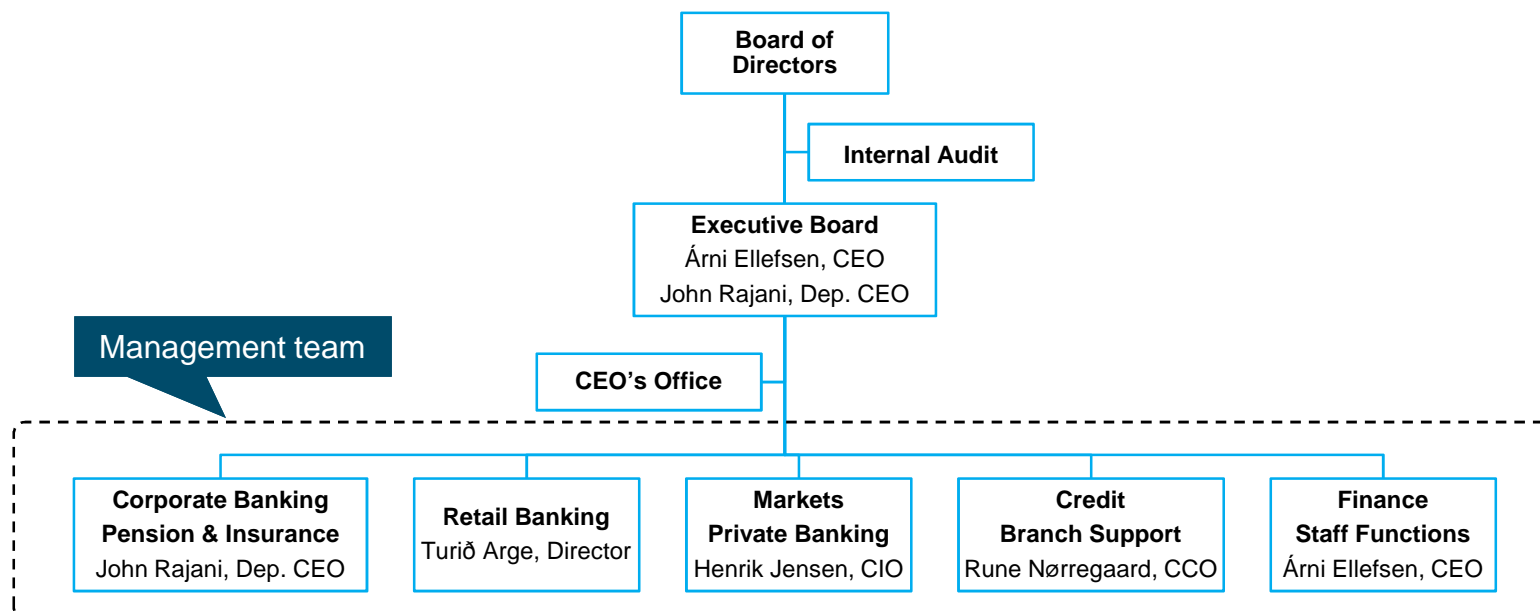 Board of
Directors
Internal Audit
Executive Board
Árni Ellefsen, CEO
John Rajani, Dep. CEO
Management team
CEO’s Office
Corporate Banking
Pension & Insurance
John Rajani, Dep. CEO
Retail Banking
Turið Arge, Director
Markets
Private Banking
Henrik Jensen, CIO
Credit
Branch Support
Rune Nørregaard, CCO
Finance
Staff Functions
Árni Ellefsen, CEO